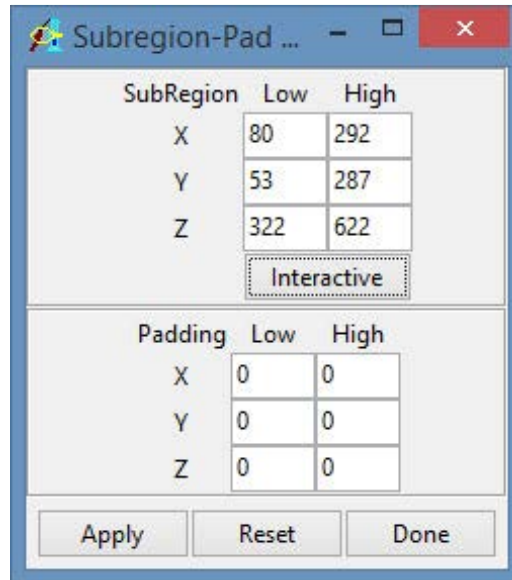 Subregion-Pad ...
SubRegion Low High
X 80 292
Y 53 287
Z 322 622
Interactive
Padding Low High
X 0 0
Y 0 0
Z 0 0
Apply Reset Done